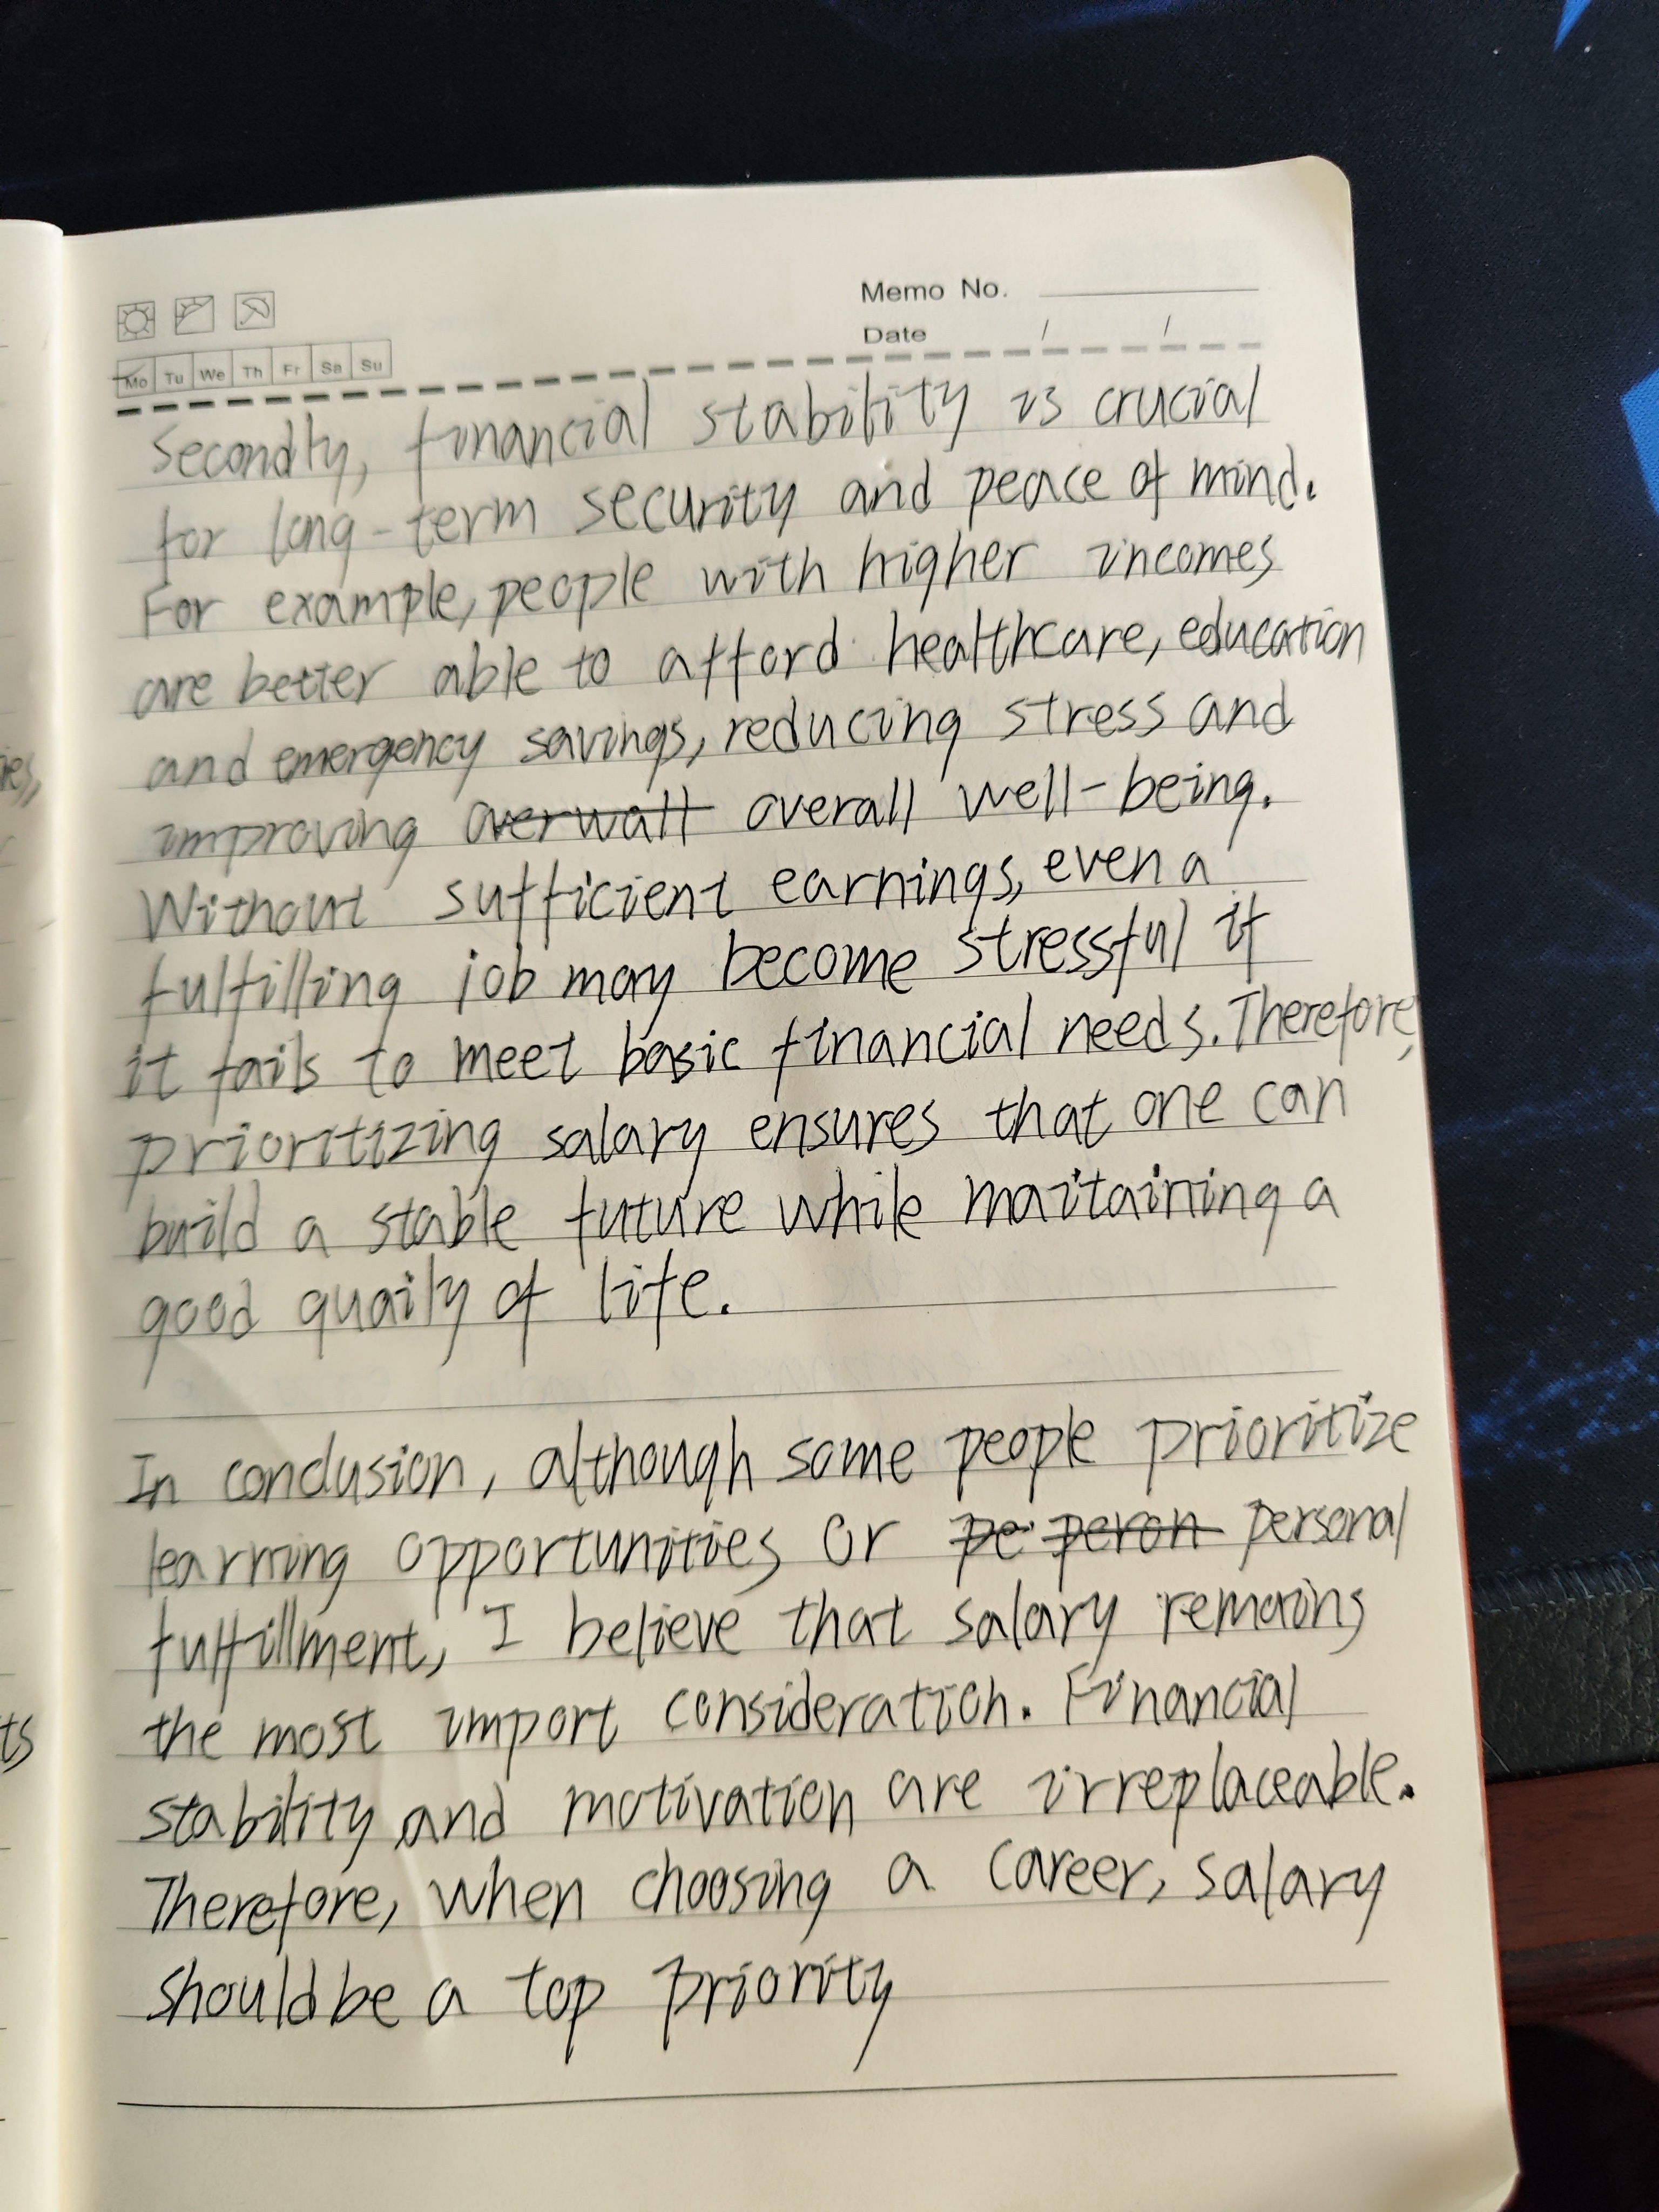 Memo No.
Date / /
Mo Tu We Th Fr Sa Su
Secondly, financial stability is crucial
for long-term security and peace of mind.
For example, people with higher incomes
are better able to afford healthcare, education
and emergency savings, reducing stress and
improving overwall overall well-being.
Without sufficient earnings, even a
fulfilling job may become stressful if
it fails to meet basic financial needs. Therefore,
prioritizing salary ensures that one can
build a stable future while maitaining a
good quaily of life.
In conclusion, although some people prioritize
learning opportunities or pe peron personal
fulfillment, I believe that salary remains
the most import consideration. Financial
stability and motivation are irreplaceable.
Therefore, when choosing a career, salary
should be a top priority
ies,
ts